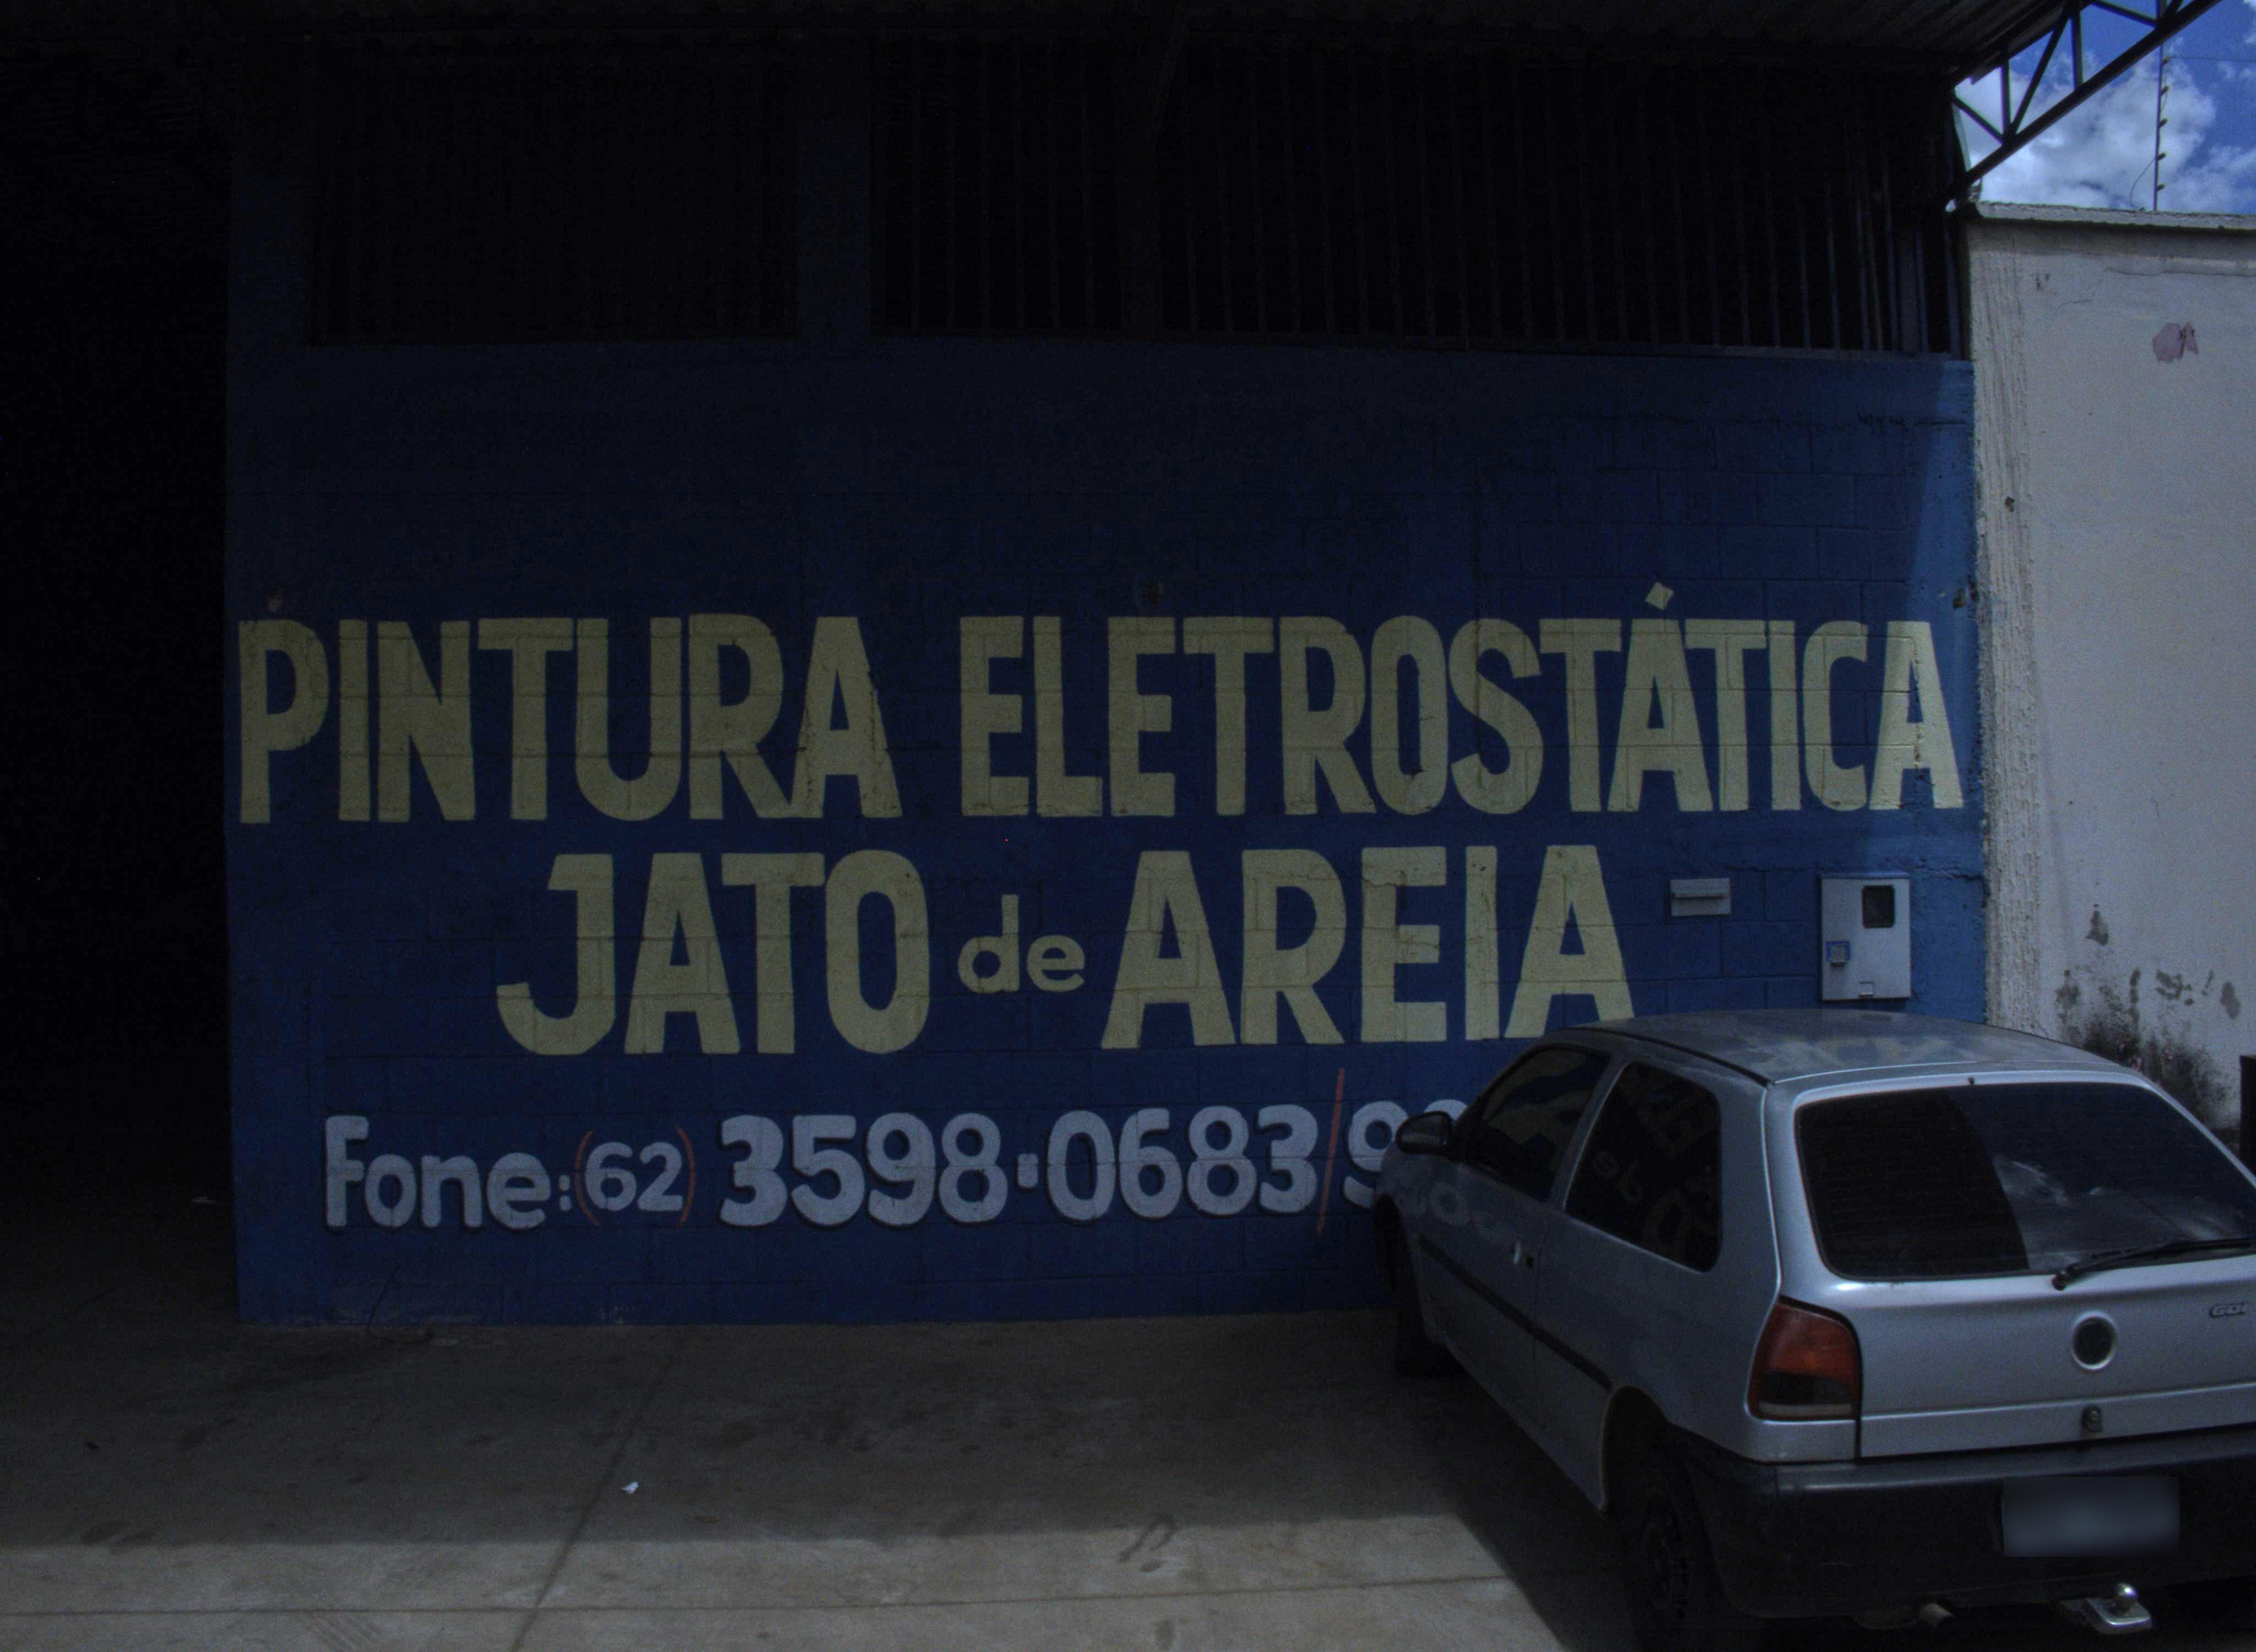 PINTURA ELETROSTÁTICA
JATO de AREIA
Fone: (62) 3598-0683/